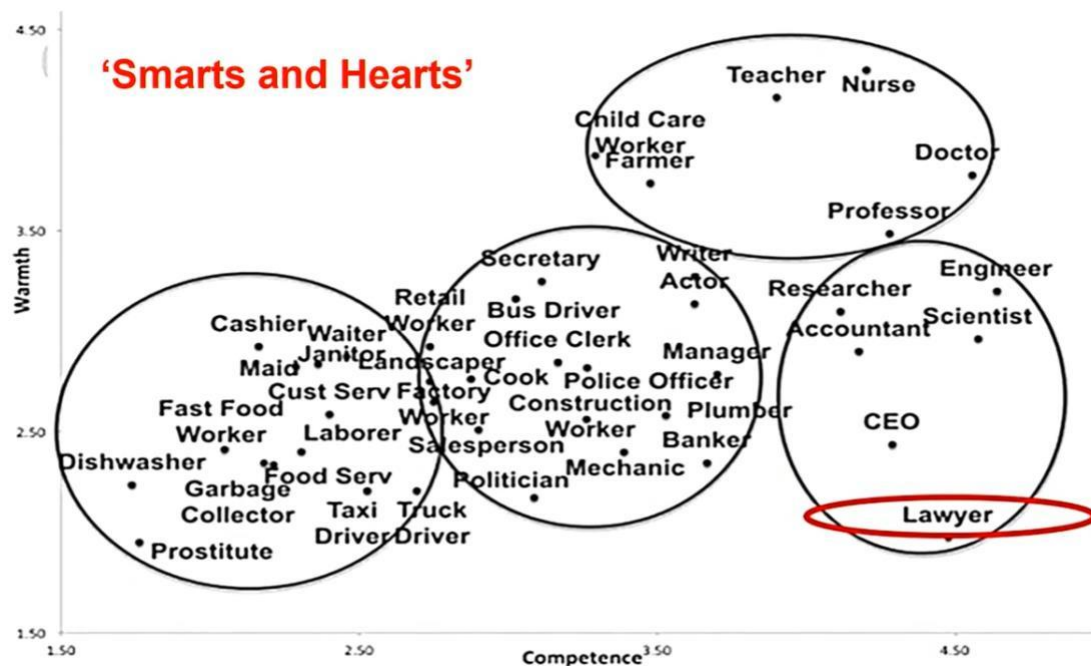 4.50
‘Smarts and Hearts’
Teacher
Nurse
Child Care
Worker
Farmer
Doctor
Professor
3.50
Warmth
Secretary
Writer
Actor
Engineer
Researcher
Retail
Worker
Bus Driver
Scientist
Cashier
Waiter
Office Clerk
Accountant
Janitor
Landscaper
Manager
Maid
Cook
Police Officer
Cust Serv
Factory
Worker
Construction
Worker
Plumber
Fast Food
Worker
CEO
Laborer
Salesperson
Banker
2.50
Dishwasher
Food Serv
Politician
Mechanic
Garbage
Collector
Taxi
Driver
Truck
Driver
Lawyer
Prostitute
1.50
1.50
2.50
3.50
4.50
Competence